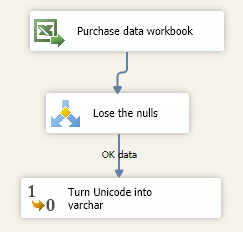 Purchase data workbook
Lose the nulls
OK data
1
0
Turn Unicode into
varchar